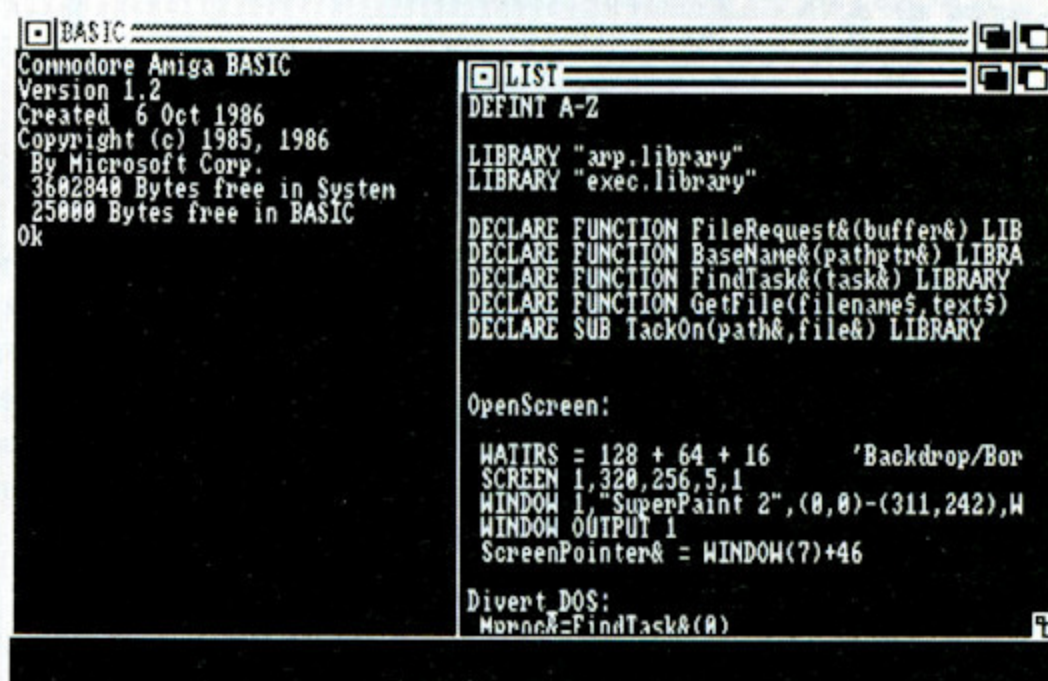 BASIC
Commodore Amiga BASIC
Version 1.2
Created 6 Oct 1986
Copyright (c) 1985, 1986
By Microsoft Corp.
3602840 Bytes free in System
25000 Bytes free in BASIC
Ok
LIST
DEFINT A-Z
LIBRARY "arp.library"
LIBRARY "exec.library"
DECLARE FUNCTION FileRequest&(buffer&) LIB
DECLARE FUNCTION BaseName&(pathptr&) LIBRA
DECLARE FUNCTION FindTask&(task&) LIBRARY
DECLARE FUNCTION GetFile(filename$,text$)
DECLARE SUB TackOn(path&,file&) LIBRARY
OpenScreen:
WATTRS = 128 + 64 + 16 'Backdrop/Bor
SCREEN 1,320,256,5,1
WINDOW 1,"SuperPaint 2",(0,0)-(311,242),W
WINDOW OUTPUT 1
ScreenPointer& = WINDOW(7)+46
Divert_DOS:
Mproc&=FindTask&(0)